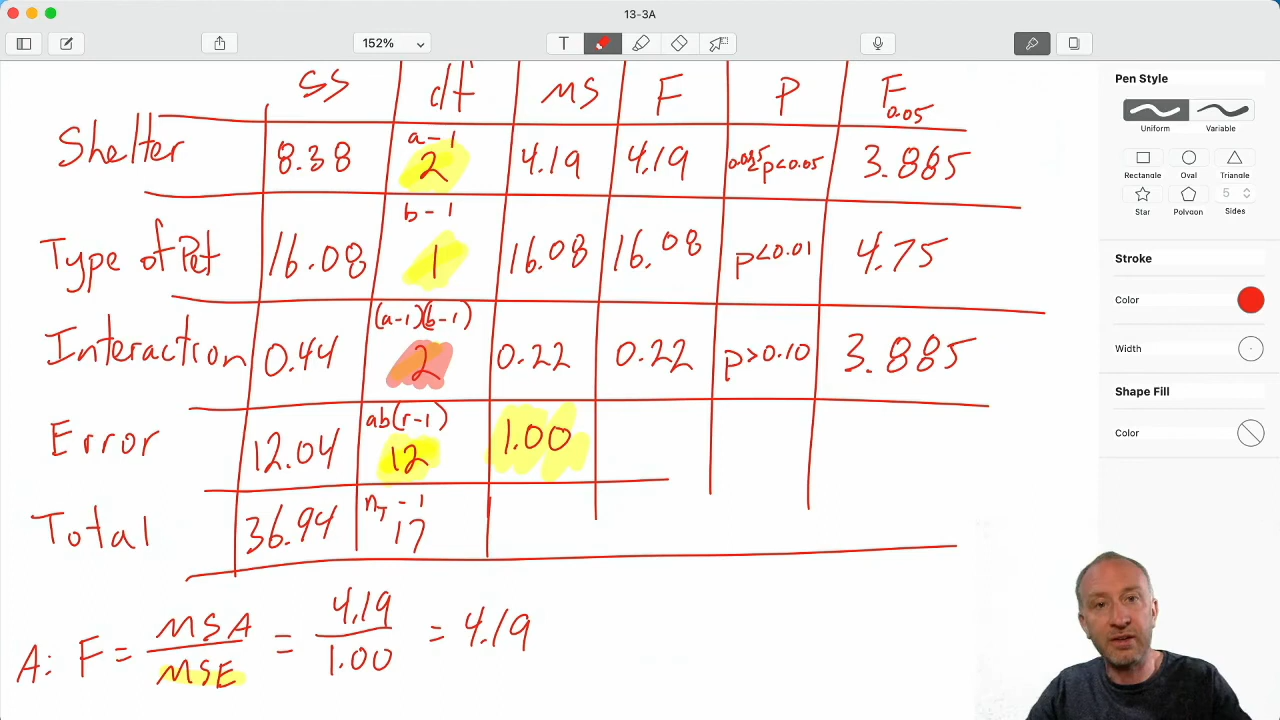 13-3A
152%
T
SS df MS F P F0.05
Shelter 8.38 a-1 2 4.19 4.19 0.025<p<0.05 3.885
Type of Pet 16.08 b-1 1 16.08 16.08 p<0.01 4.75
Interaction 0.44 (a-1)(b-1) 2 0.22 0.22 p>0.10 3.885
Error 12.04 ab(r-1) 12 1.00
Total 36.94 nT-1 17
A: F = MSA/MSE = 4.19/1.00 = 4.19
Pen Style
Uniform Variable
Rectangle Oval Triangle
Star Polygon 5 Sides
Stroke
Color
Width
Shape Fill
Color